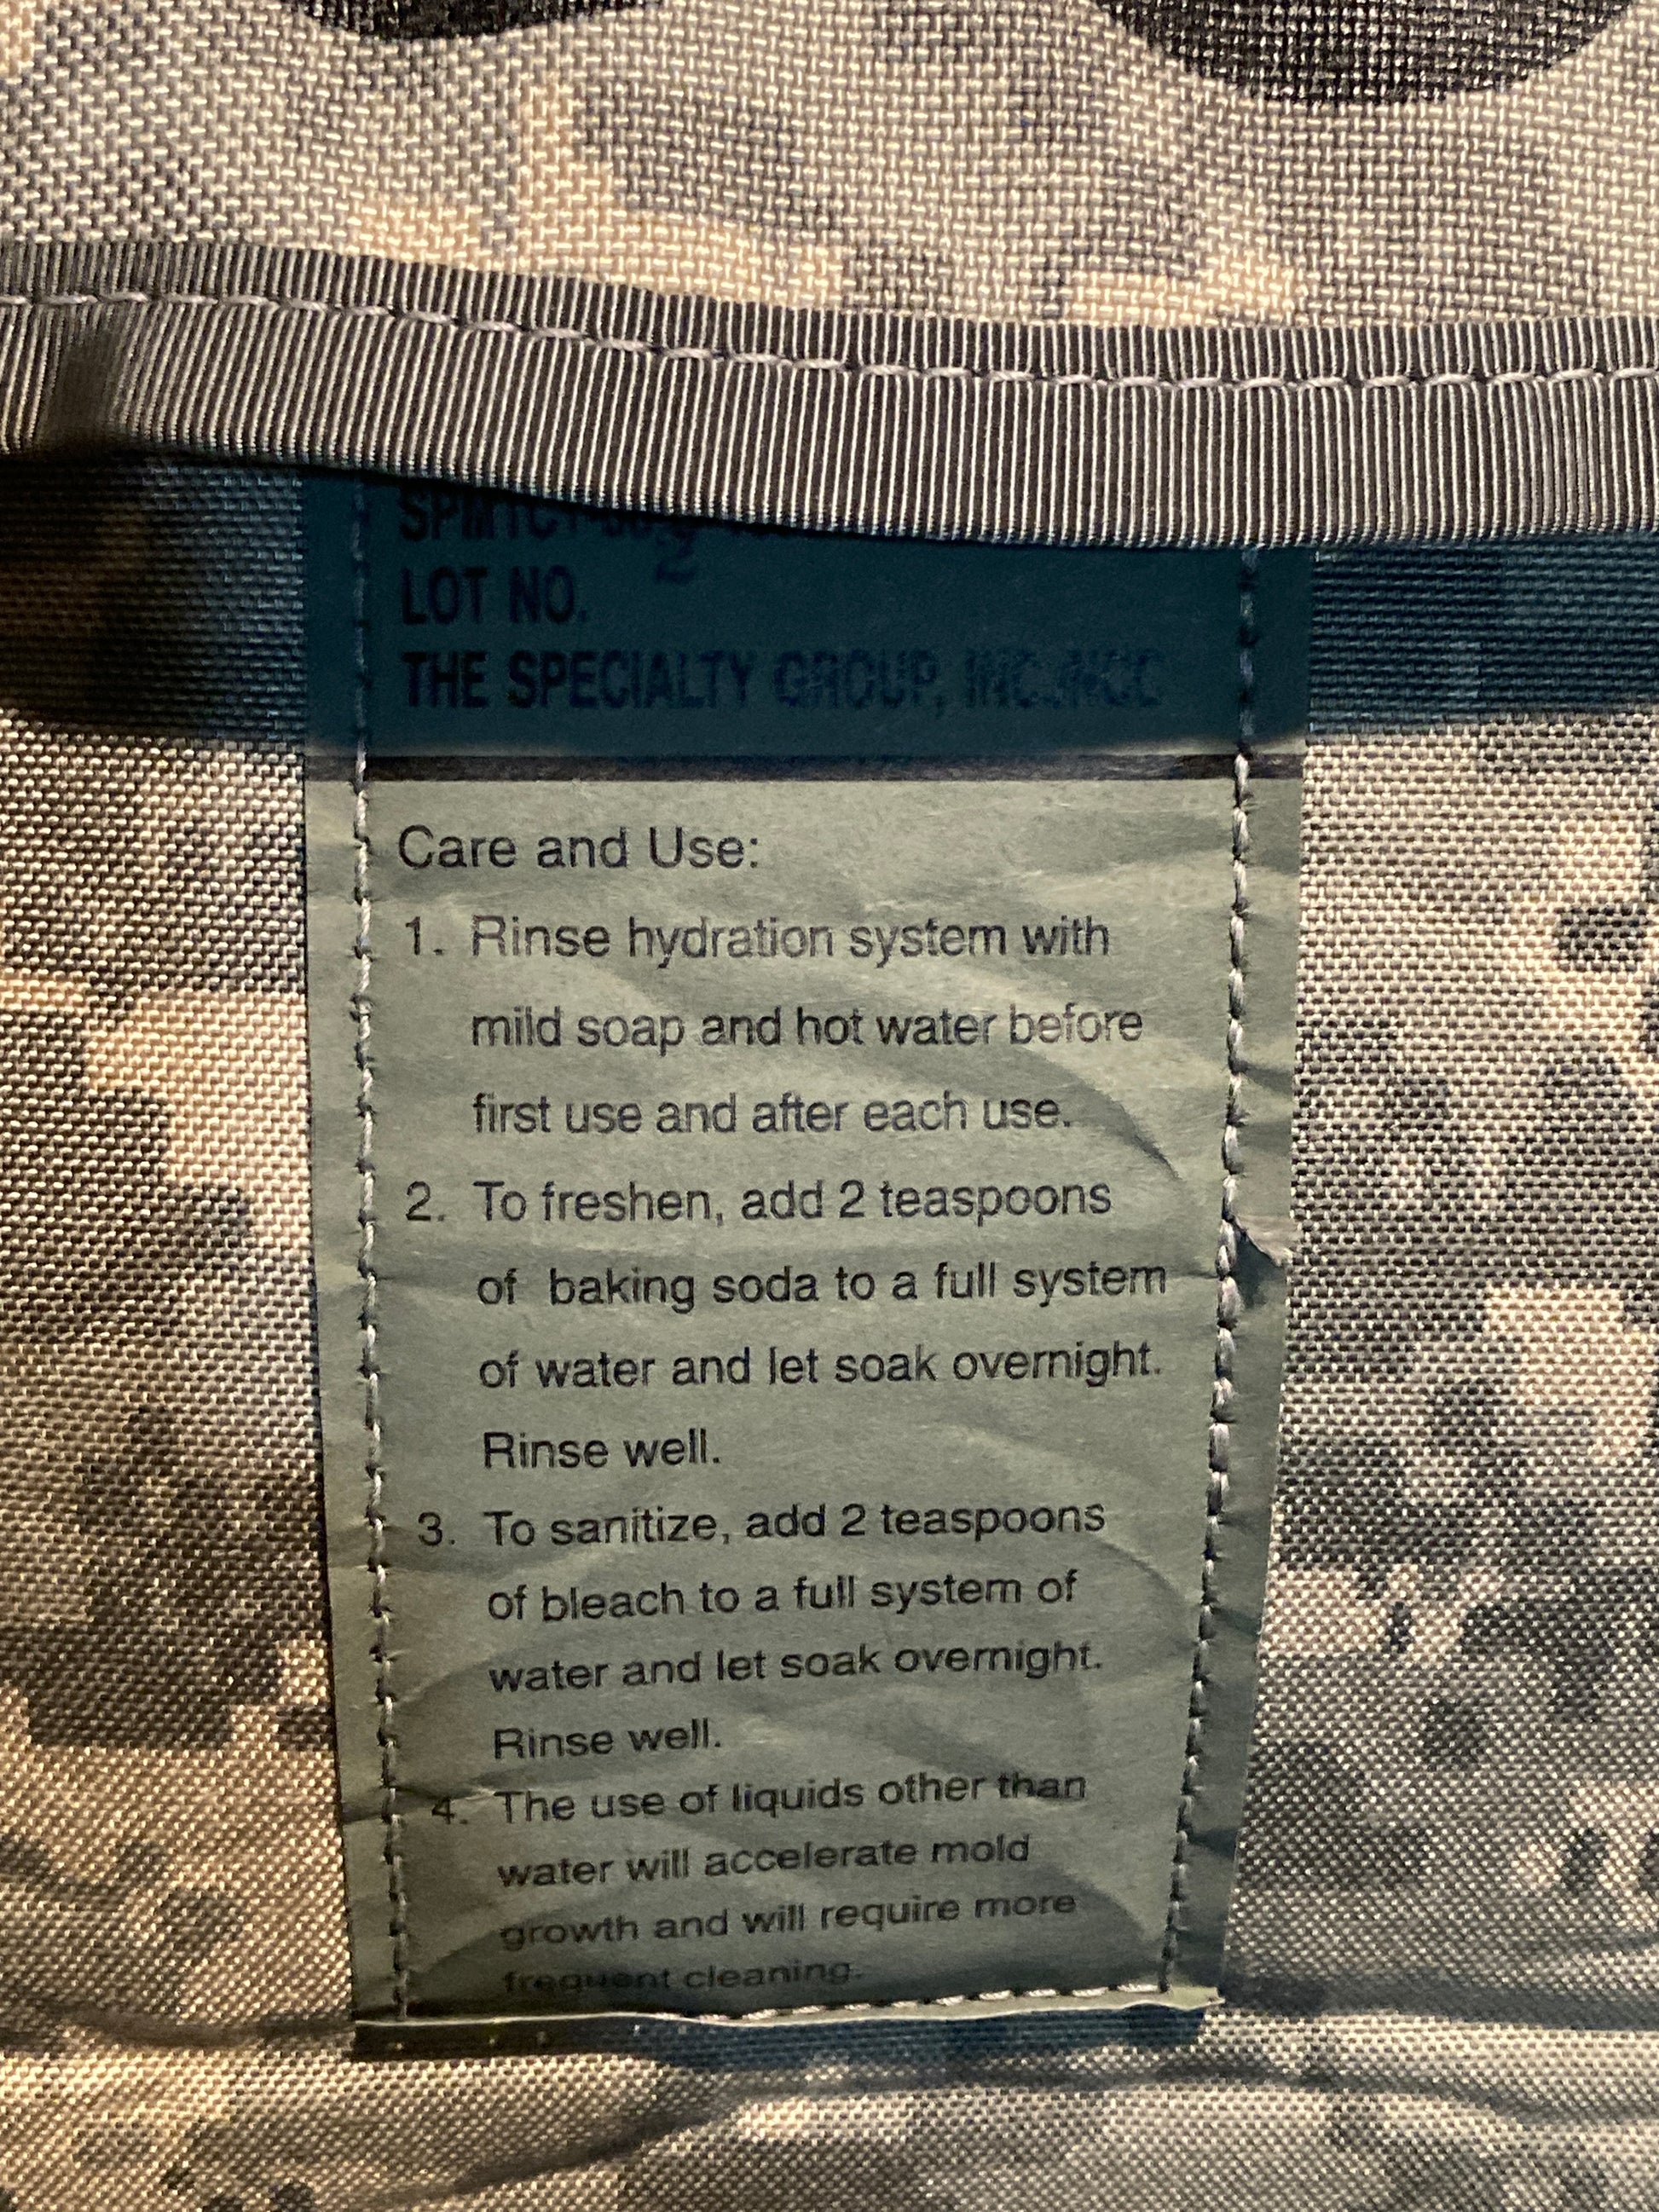 LOT NO. 2
THE SPECIALTY GROUP, INC./NCC
Care and Use:
1. Rinse hydration system with
mild soap and hot water before
first use and after each use.
2. To freshen, add 2 teaspoons
of baking soda to a full system
of water and let soak overnight.
Rinse well.
3. To sanitize, add 2 teaspoons
of bleach to a full system of
water and let soak overnight.
Rinse well.
4. The use of liquids other than
water will accelerate mold
growth and will require more
frequent cleaning.